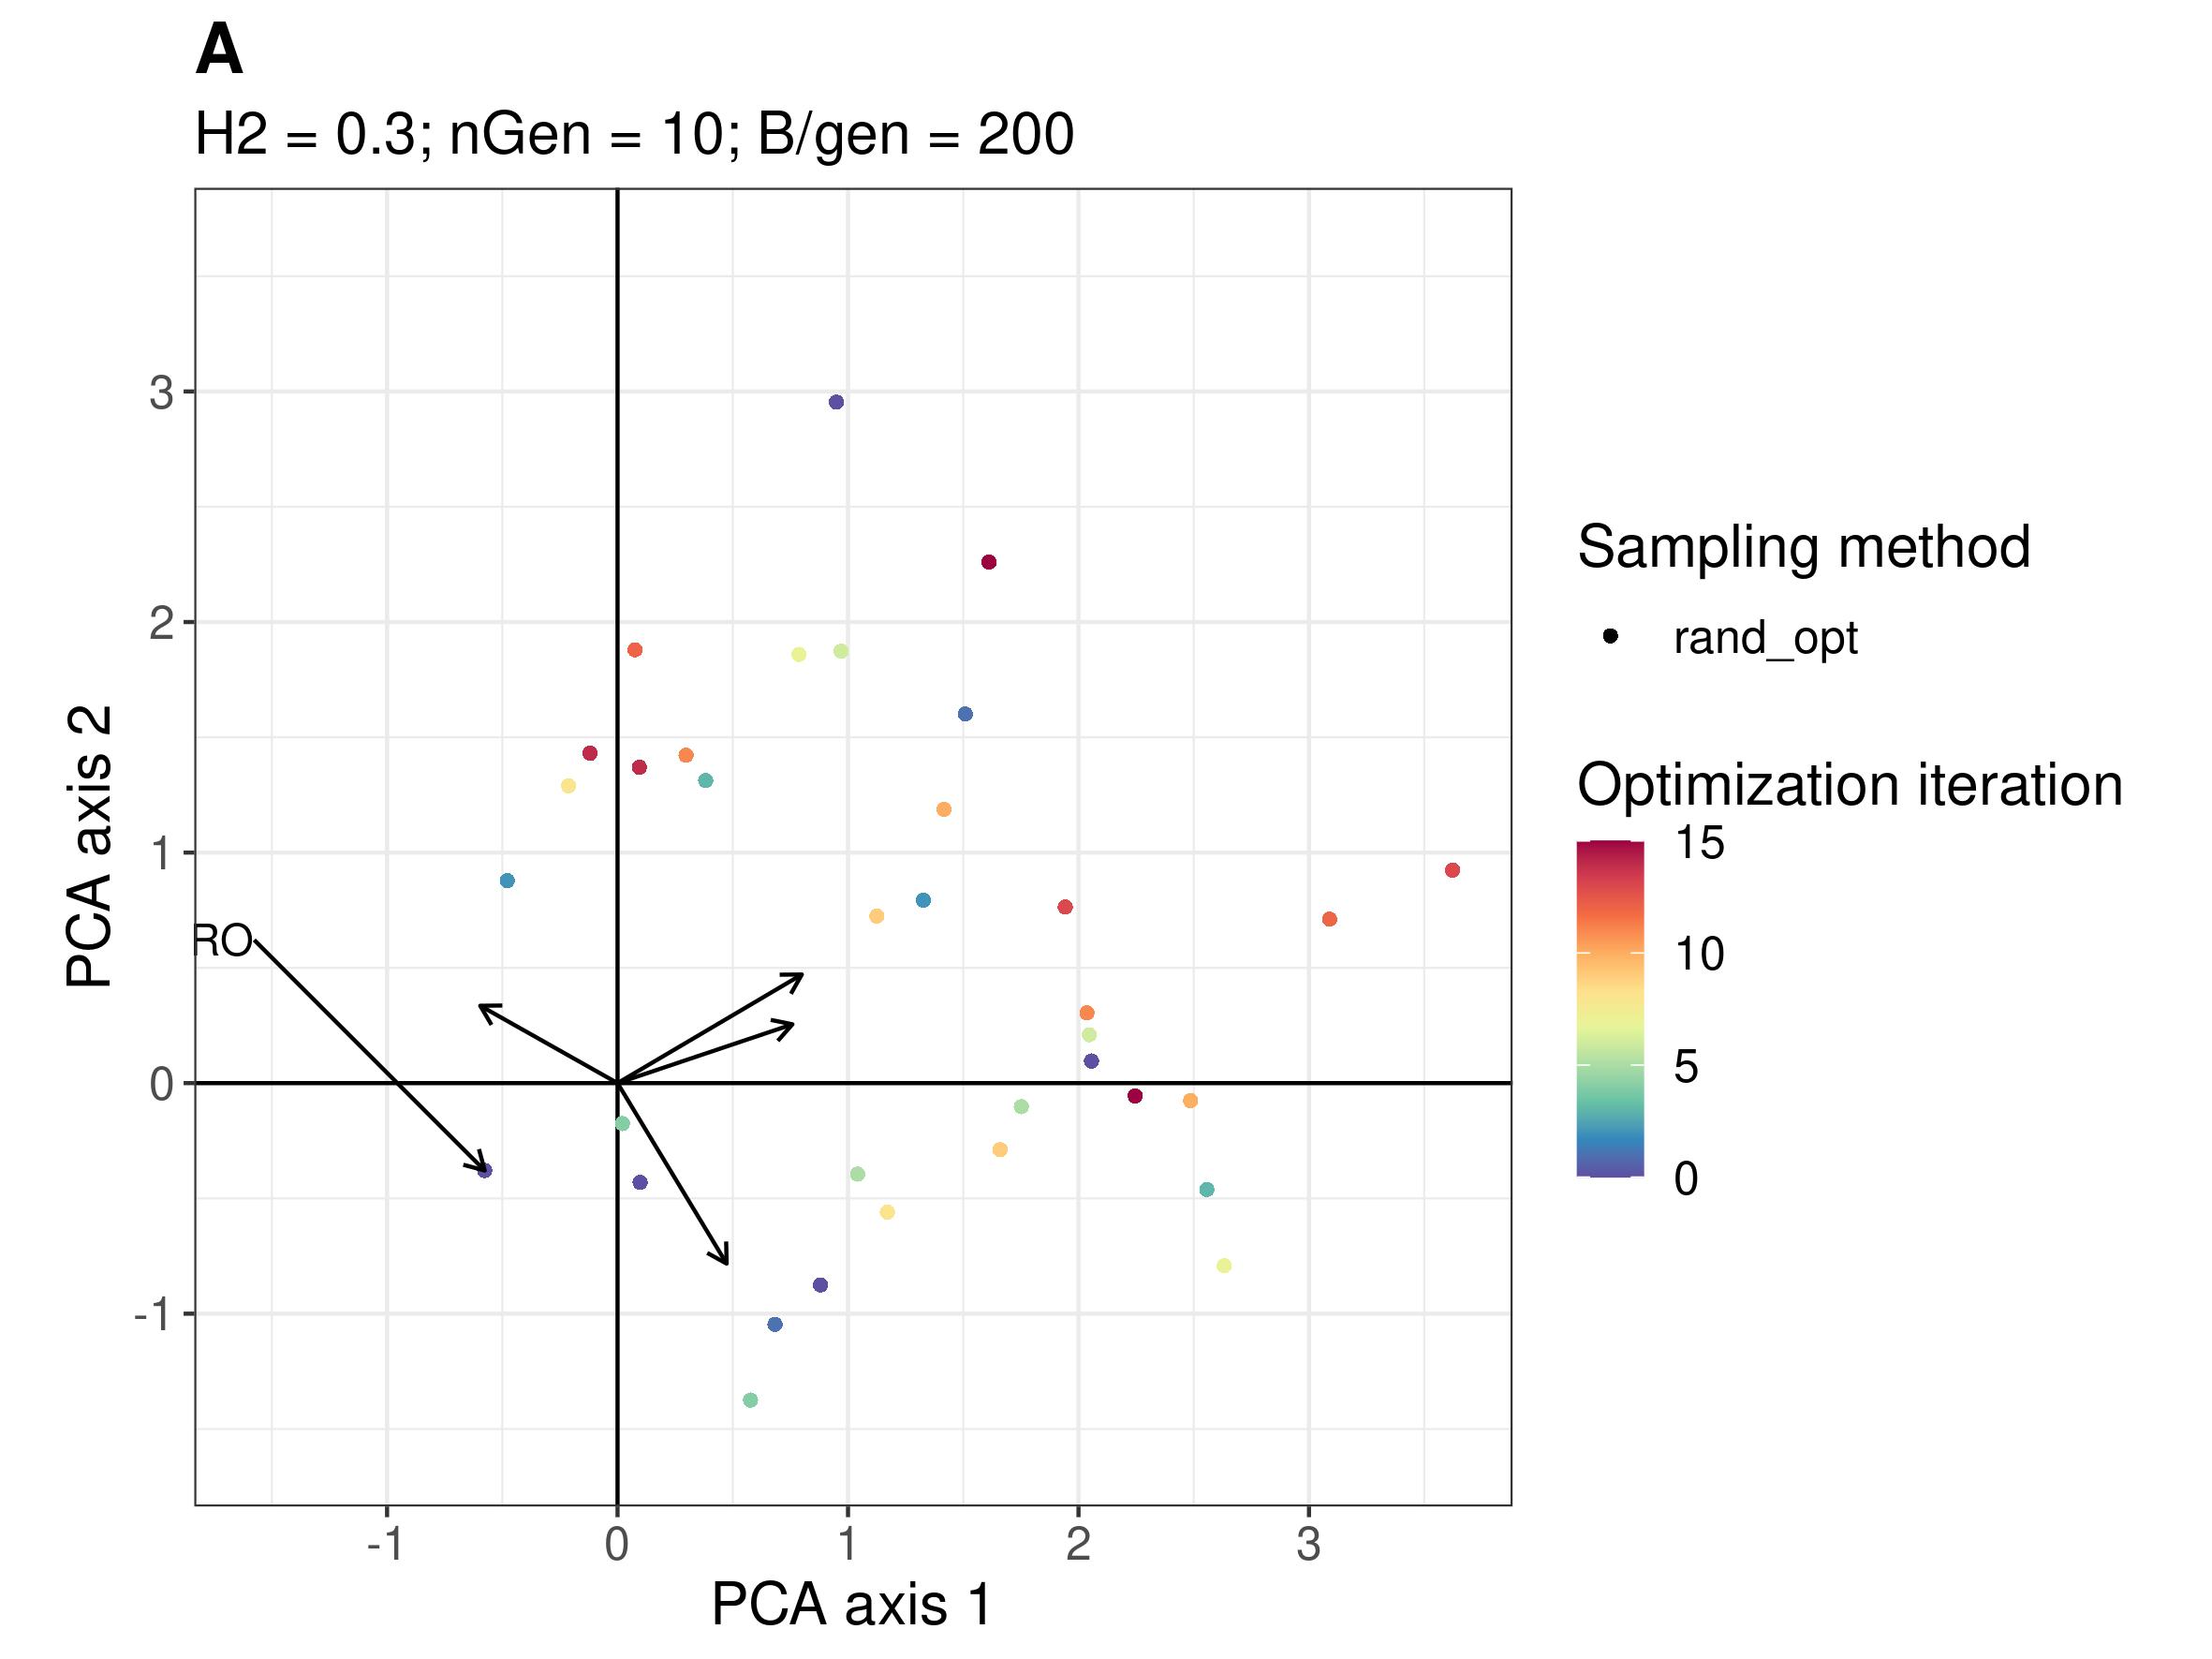 A
H2 = 0.3; nGen = 10; B/gen = 200
PCA axis 2
3
2
1
0
-1
RO
-1
0
1
2
3
PCA axis 1
Sampling method
rand_opt
Optimization iteration
15
10
5
0